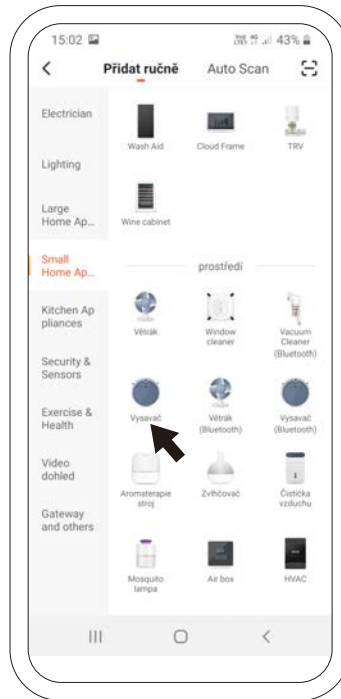 15:02
43%
Přidat ručně
Auto Scan
Electrician
Lighting
Large
Home Ap...
Small
Home Ap...
Kitchen Ap
pliances
Security &
Sensors
Exercise &
Health
Video
dohled
Gateway
and others
Wash Aid
Cloud Frame
TRV
Wine cabinet
prostředí
Větrák
Window
cleaner
Vacuum
Cleaner
(Bluetooth)
Vysavač
Větrák
(Bluetooth)
Vysavač
(Bluetooth)
Aromaterapie
stroj
Zvlhčovač
Čistička
vzduchu
Mosquito
lampa
Air box
HVAC